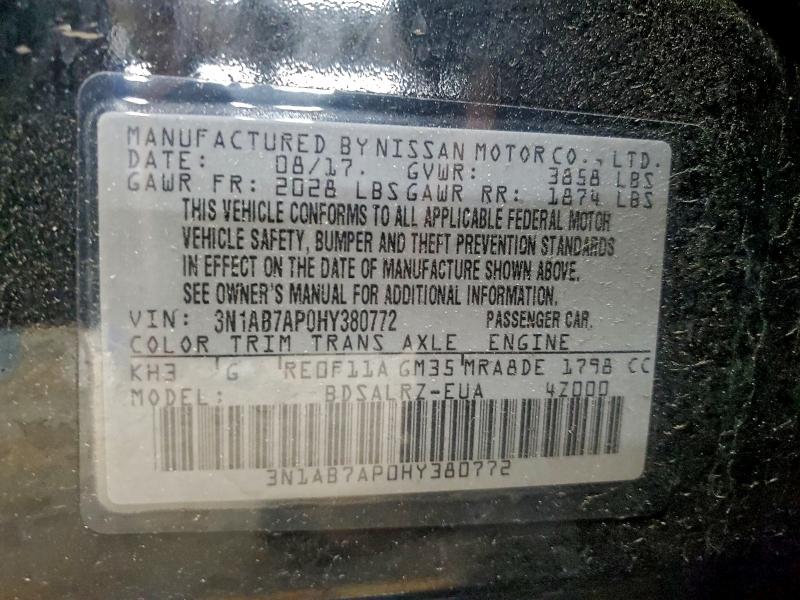 MANUFACTURED BY NISSAN MOTOR CO., LTD.
DATE: 08/17. GVWR: 3858 LBS
GAWR FR: 2028 LBS GAWR RR: 1874 LBS
THIS VEHICLE CONFORMS TO ALL APPLICABLE FEDERAL MOTOR
VEHICLE SAFETY, BUMPER AND THEFT PREVENTION STANDARDS
IN EFFECT ON THE DATE OF MANUFACTURE SHOWN ABOVE.
SEE OWNER'S MANUAL FOR ADDITIONAL INFORMATION.
VIN: 3N1AB7AP0HY380772 PASSENGER CAR.
COLOR TRIM TRANS AXLE ENGINE
KH3 G RE0F11A GM35 MRA8DE 1798 CC
MODEL: BDSALRZ-EUA 4Z000
3N1AB7AP0HY380772